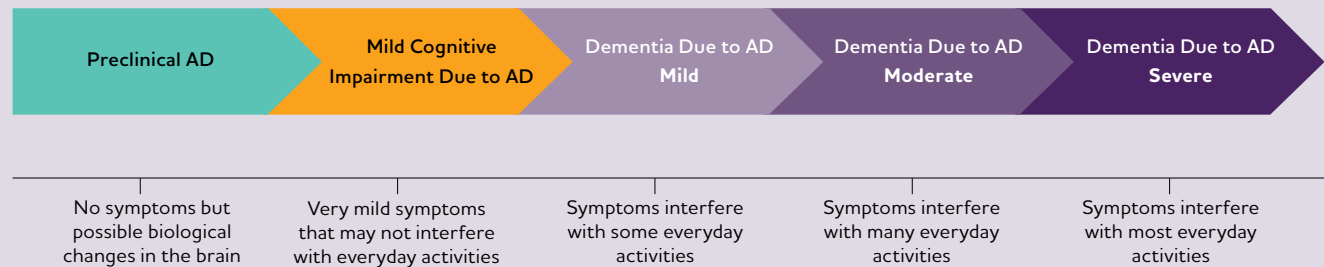 Preclinical AD
Mild Cognitive
Impairment Due to AD
Dementia Due to AD
Mild
Dementia Due to AD
Moderate
Dementia Due to AD
Severe
No symptoms but
possible biological
changes in the brain
Very mild symptoms
that may not interfere
with everyday activities
Symptoms interfere
with some everyday
activities
Symptoms interfere
with many everyday
activities
Symptoms interfere
with most everyday
activities